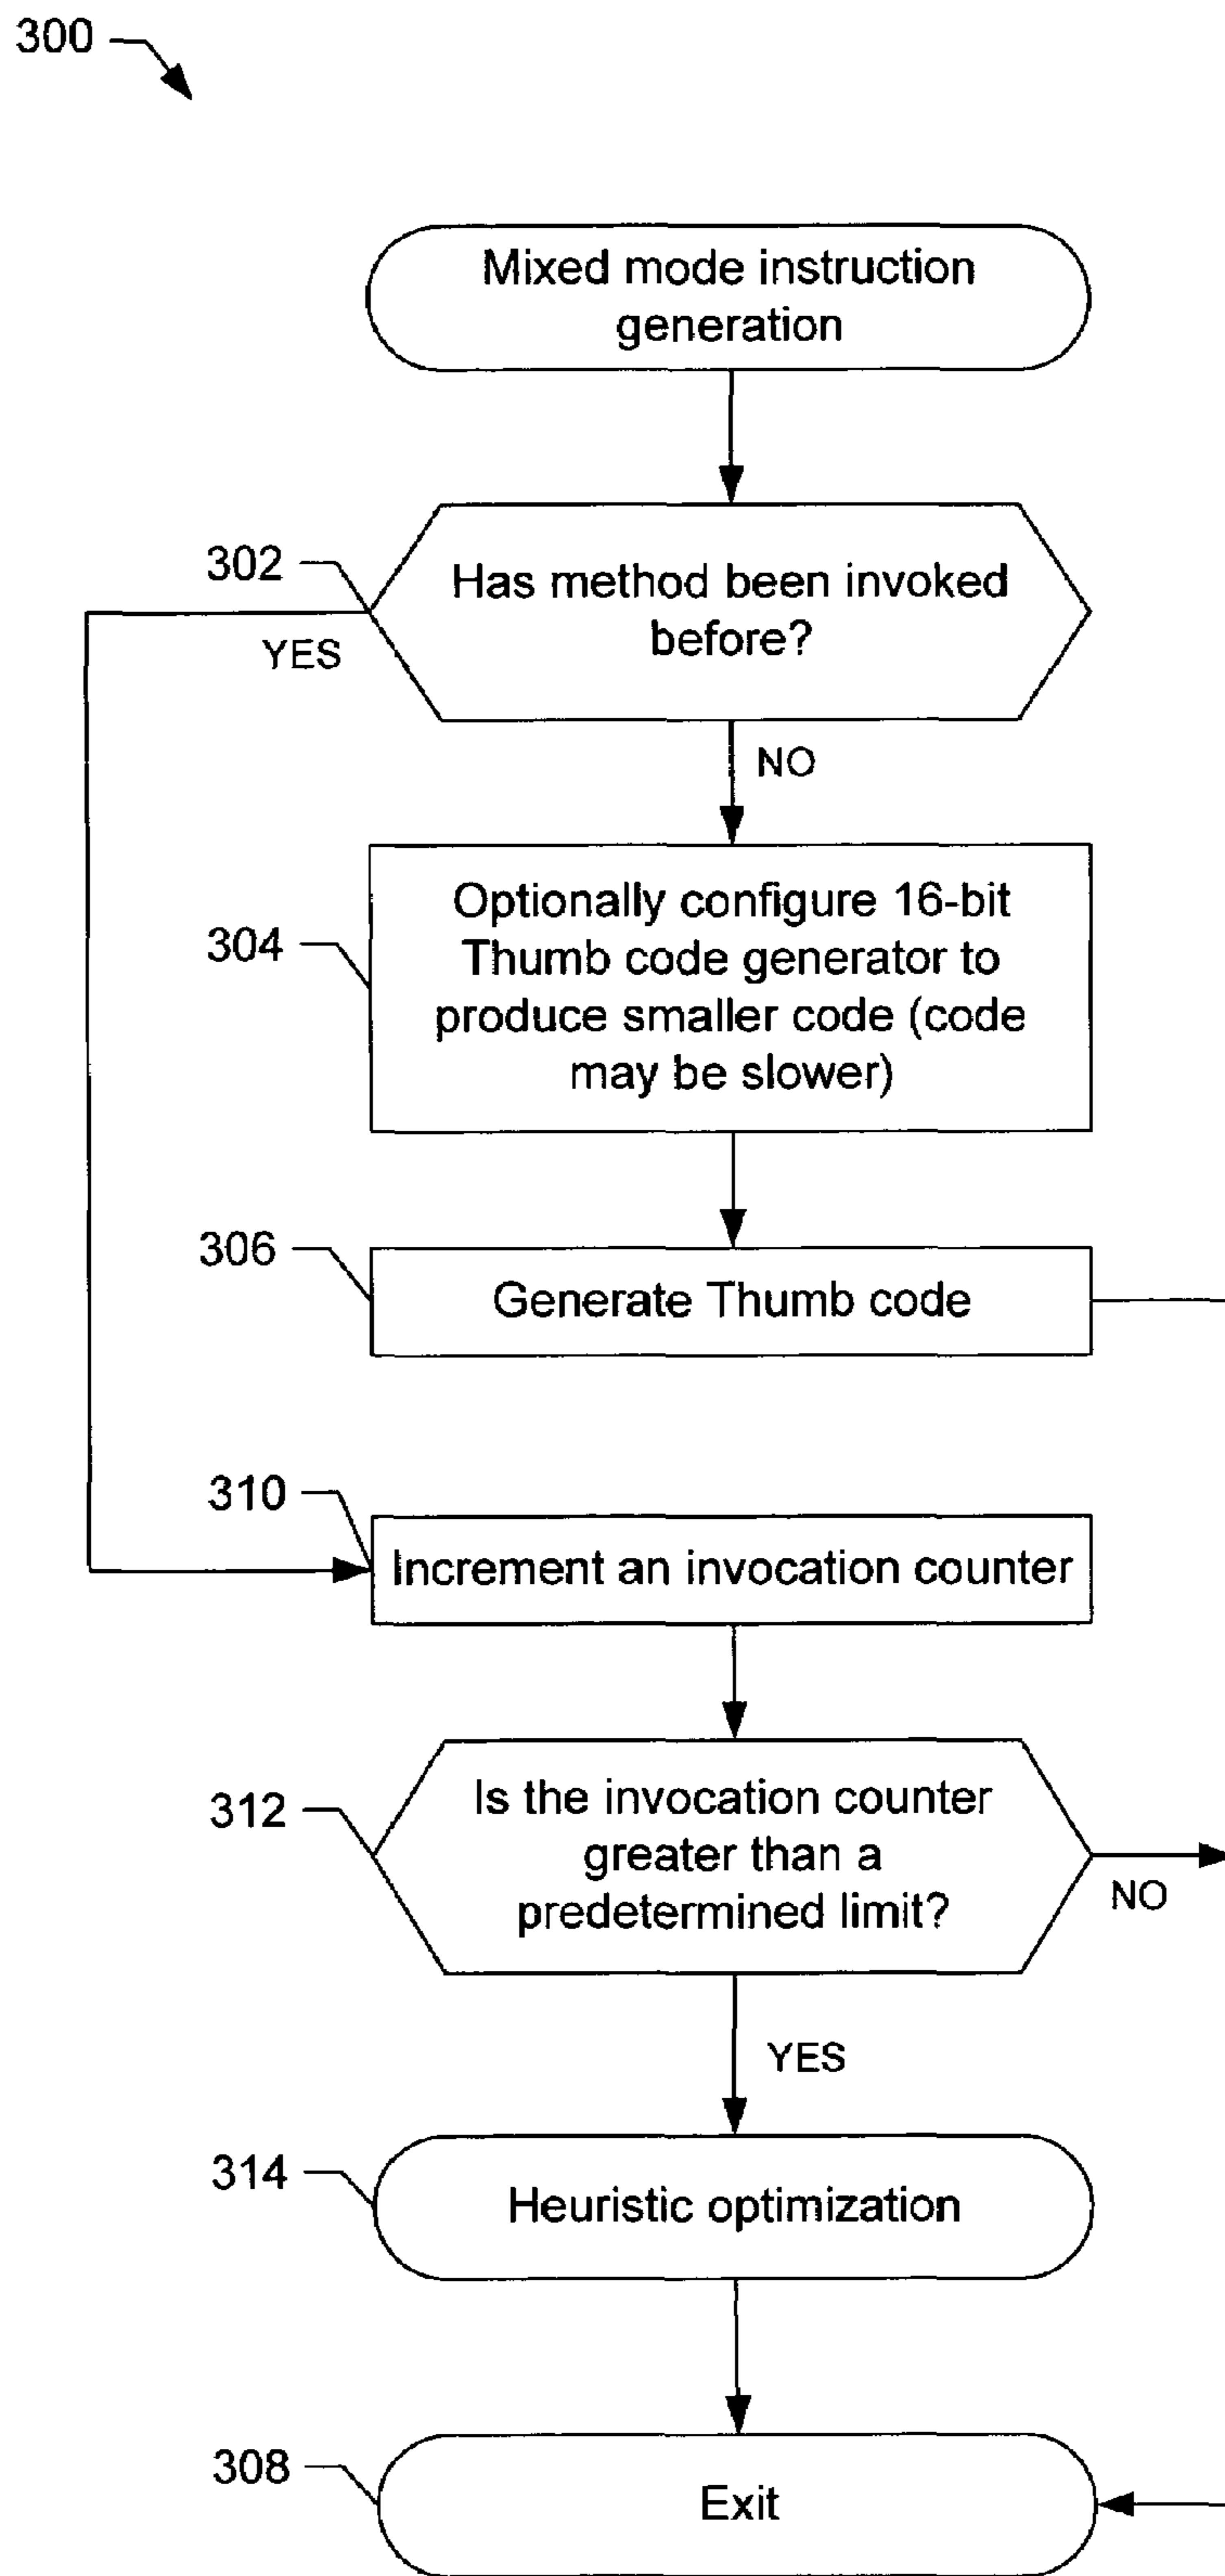 300
Mixed mode instruction
generation
302
Has method been invoked
before?
YES
NO
304
Optionally configure 16-bit
Thumb code generator to
produce smaller code (code
may be slower)
306
Generate Thumb code
310
Increment an invocation counter
312
Is the invocation counter
greater than a
predetermined limit?
NO
YES
314
Heuristic optimization
308
Exit